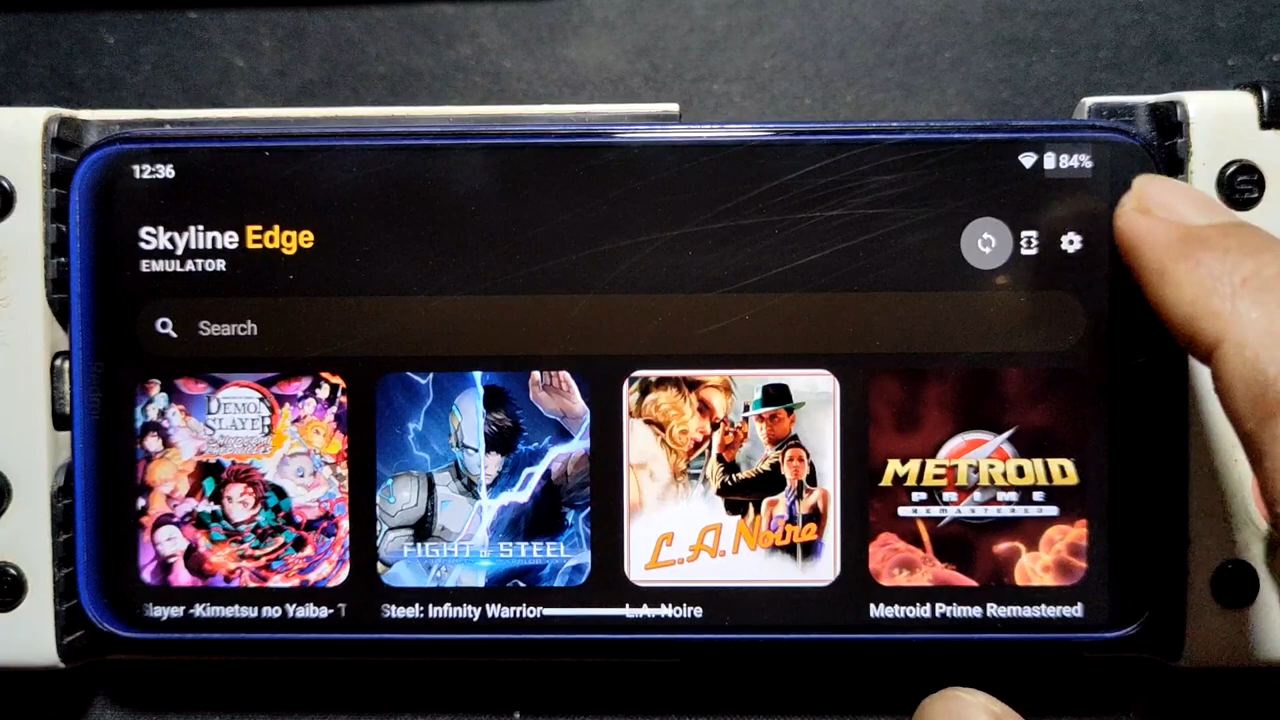 12:36
84%
Skyline Edge
EMULATOR
Search
DEMON
SLAYER
FIGHT OF STEEL
L.A. Noire
METROID
PRIME
REMASTERED
Slayer -Kimetsu no Yaiba- T
Steel: Infinity Warrior
L.A. Noire
Metroid Prime Remastered